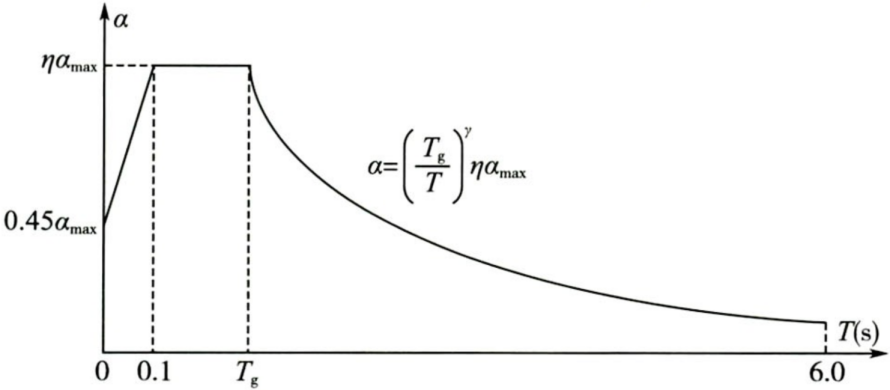 α
ηα_max
α=(T_g/T)^γ ηα_max
0.45α_max
T(s)
0 0.1 T_g 6.0